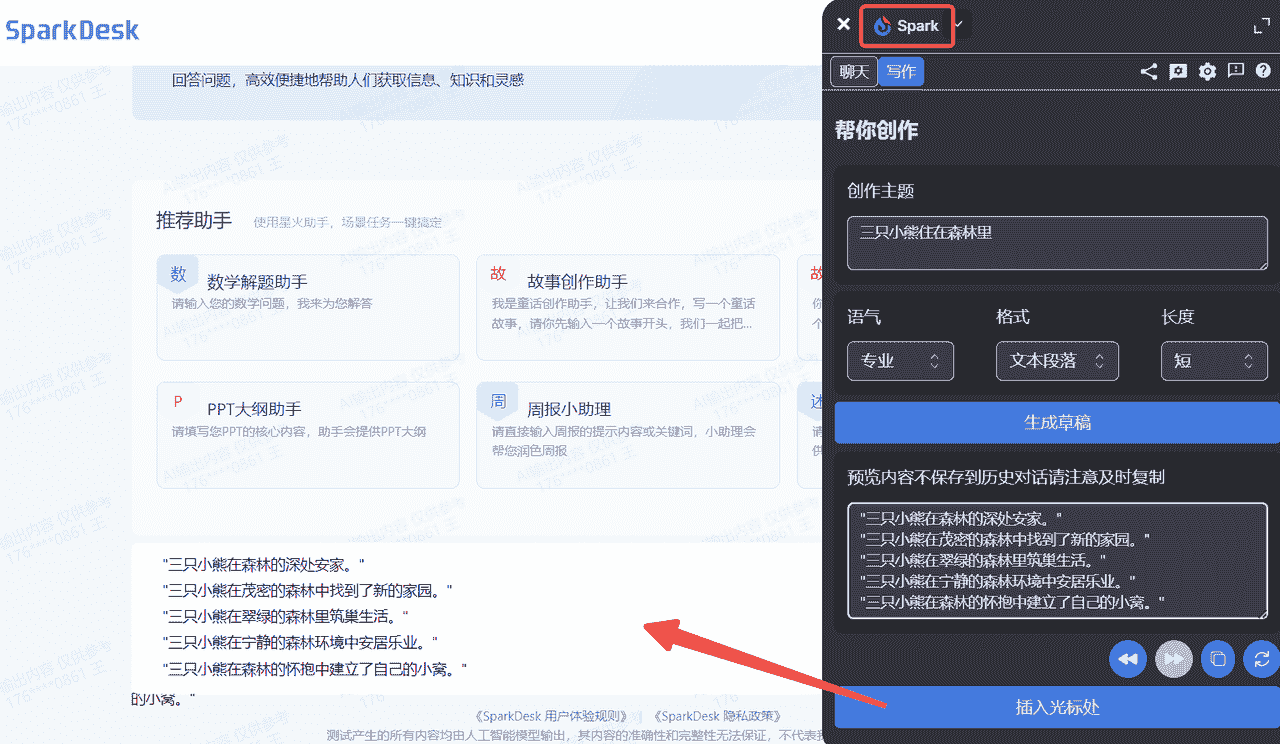 SparkDesk
回答问题，高效便捷地帮助人们获取信息、知识和灵感
推荐助手 使用星火助手，场景任务一键搞定
数 数学解题助手
请输入您的数学问题，我来为您解答
故 故事创作助手
我是童话创作助手，让我们来合作，写一个童话
故事，请你先输入一个故事开头，我们一起把...
故
你
个
P PPT大纲助手
请填写您PPT的核心内容，助手会提供PPT大纲
周 周报小助理
请直接输入周报的提示内容或关键词，小助理会
帮您润色周报
述
请
供
"三只小熊在森林的深处安家。"
"三只小熊在茂密的森林中找到了新的家园。"
"三只小熊在翠绿的森林里筑巢生活。"
"三只小熊在宁静的森林环境中安居乐业。"
"三只小熊在森林的怀抱中建立了自己的小窝。"
的小窝。"
《SparkDesk 用户体验规则》 《SparkDesk 隐私政策》
测试产生的所有内容均由人工智能模型输出，其内容的准确性和完整性无法保证，不代表我
AI输出内容 仅供参考
176****0861 王
Spark
聊天 写作
帮你创作
创作主题
三只小熊住在森林里
语气 格式 长度
专业 文本段落 短
生成草稿
预览内容不保存到历史对话请注意及时复制
"三只小熊在森林的深处安家。"
"三只小熊在茂密的森林中找到了新的家园。"
"三只小熊在翠绿的森林里筑巢生活。"
"三只小熊在宁静的森林环境中安居乐业。"
"三只小熊在森林的怀抱中建立了自己的小窝。"
插入光标处